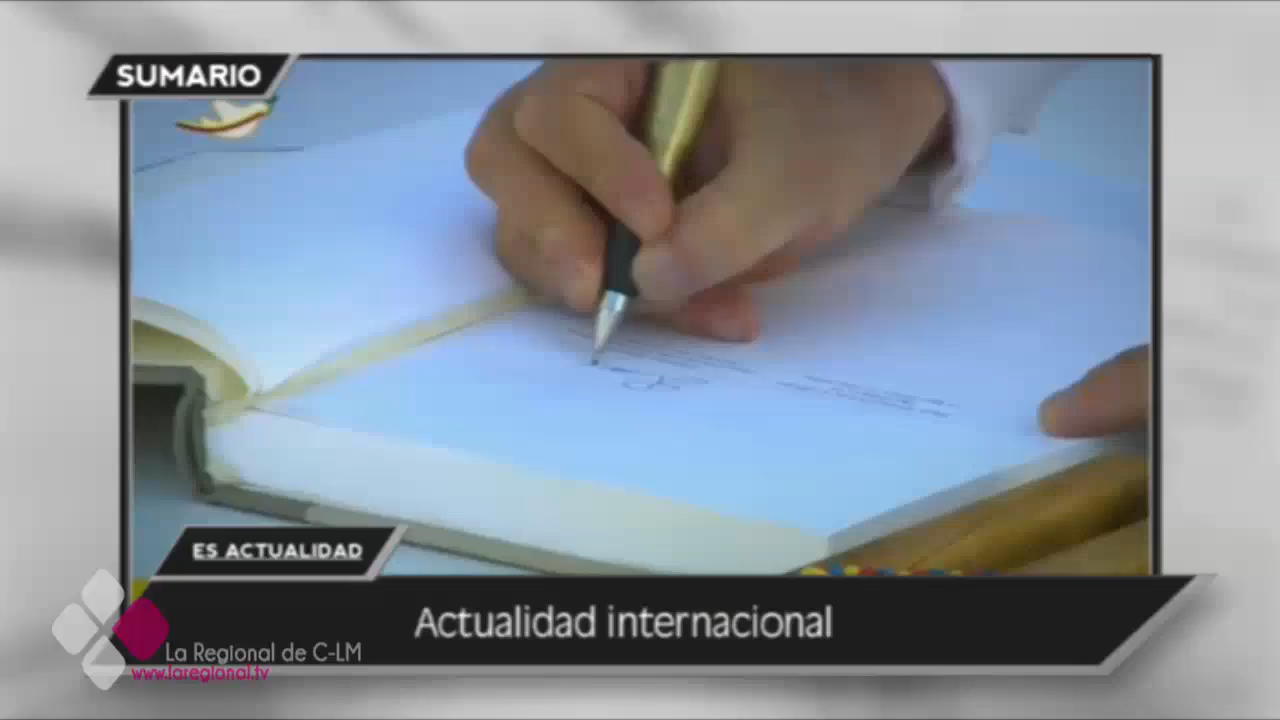 SUMARIO
ES ACTUALIDAD
Actualidad internacional
La Regional de C-LM
www.laregional.tv